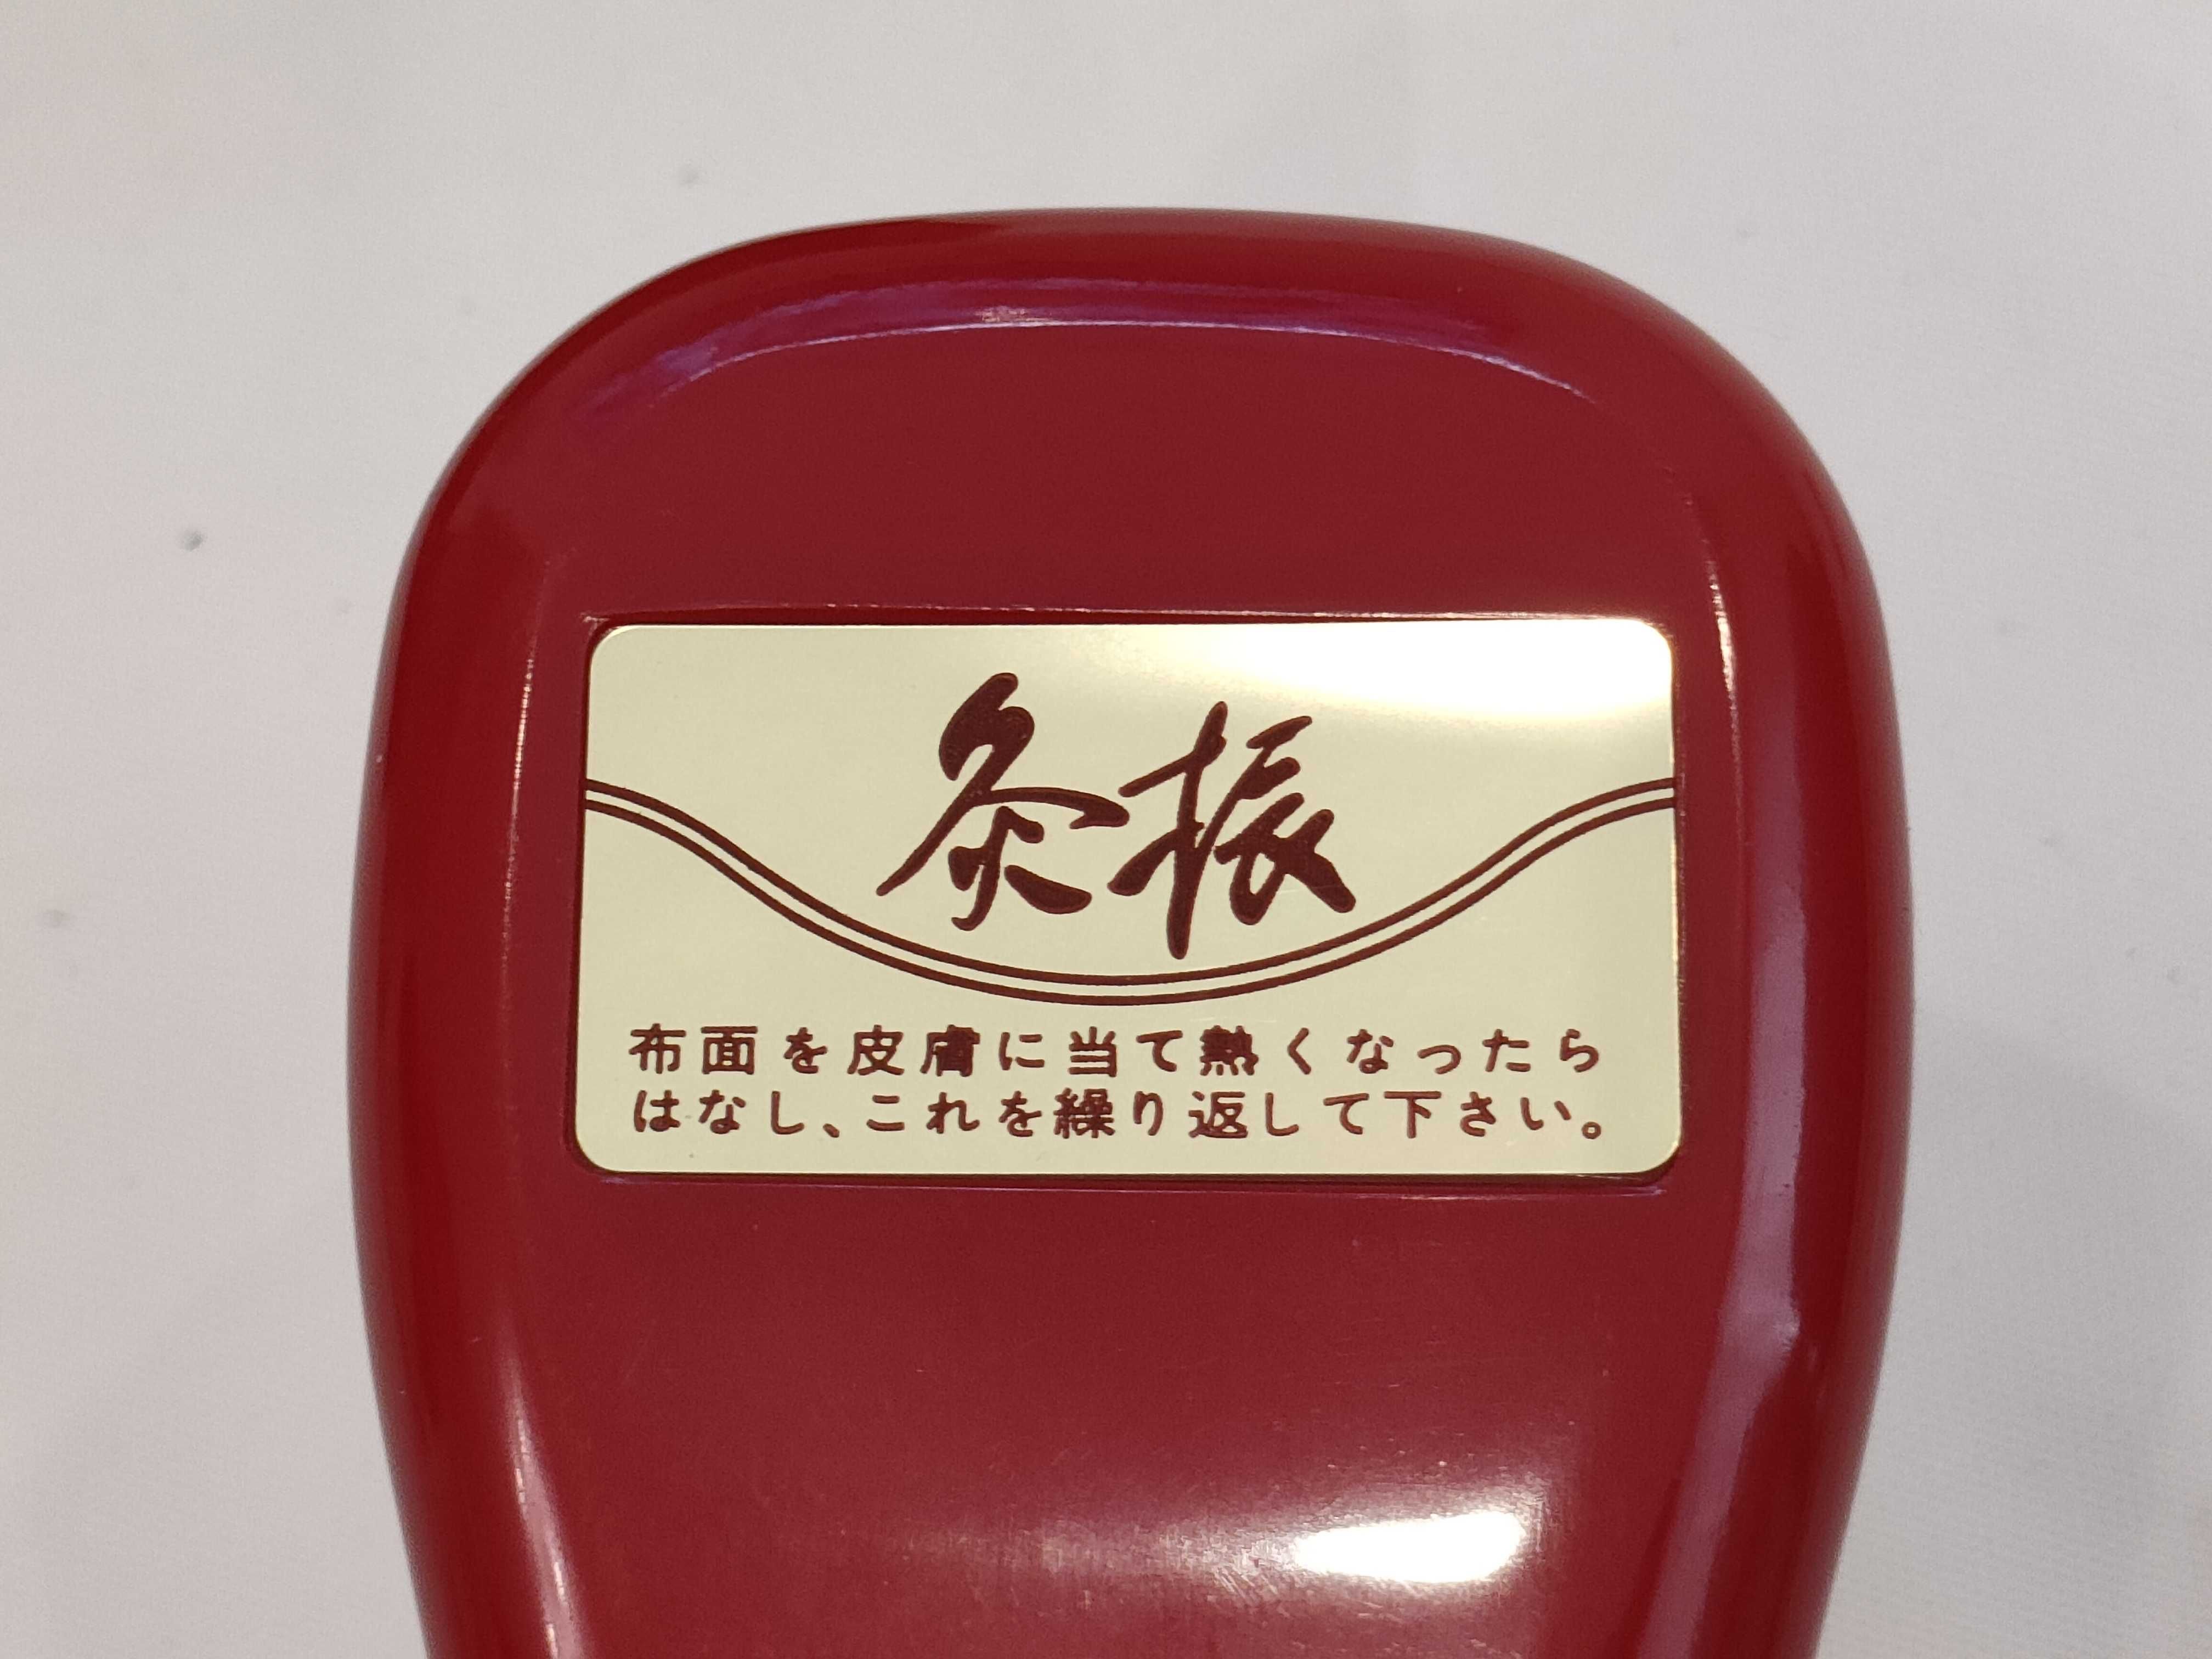 灸振
布面を皮膚に当て熱くなったら
はなし、これを繰り返して下さい。